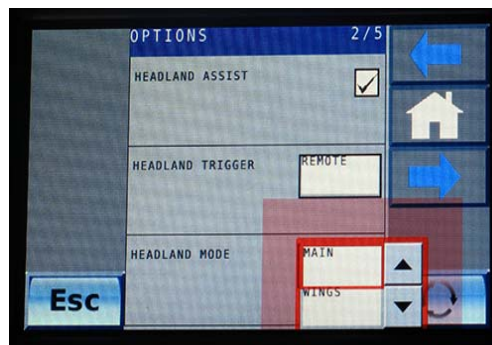 OPTIONS 2/5
HEADLAND ASSIST
HEADLAND TRIGGER REMOTE
HEADLAND MODE MAIN
WINGS
Esc